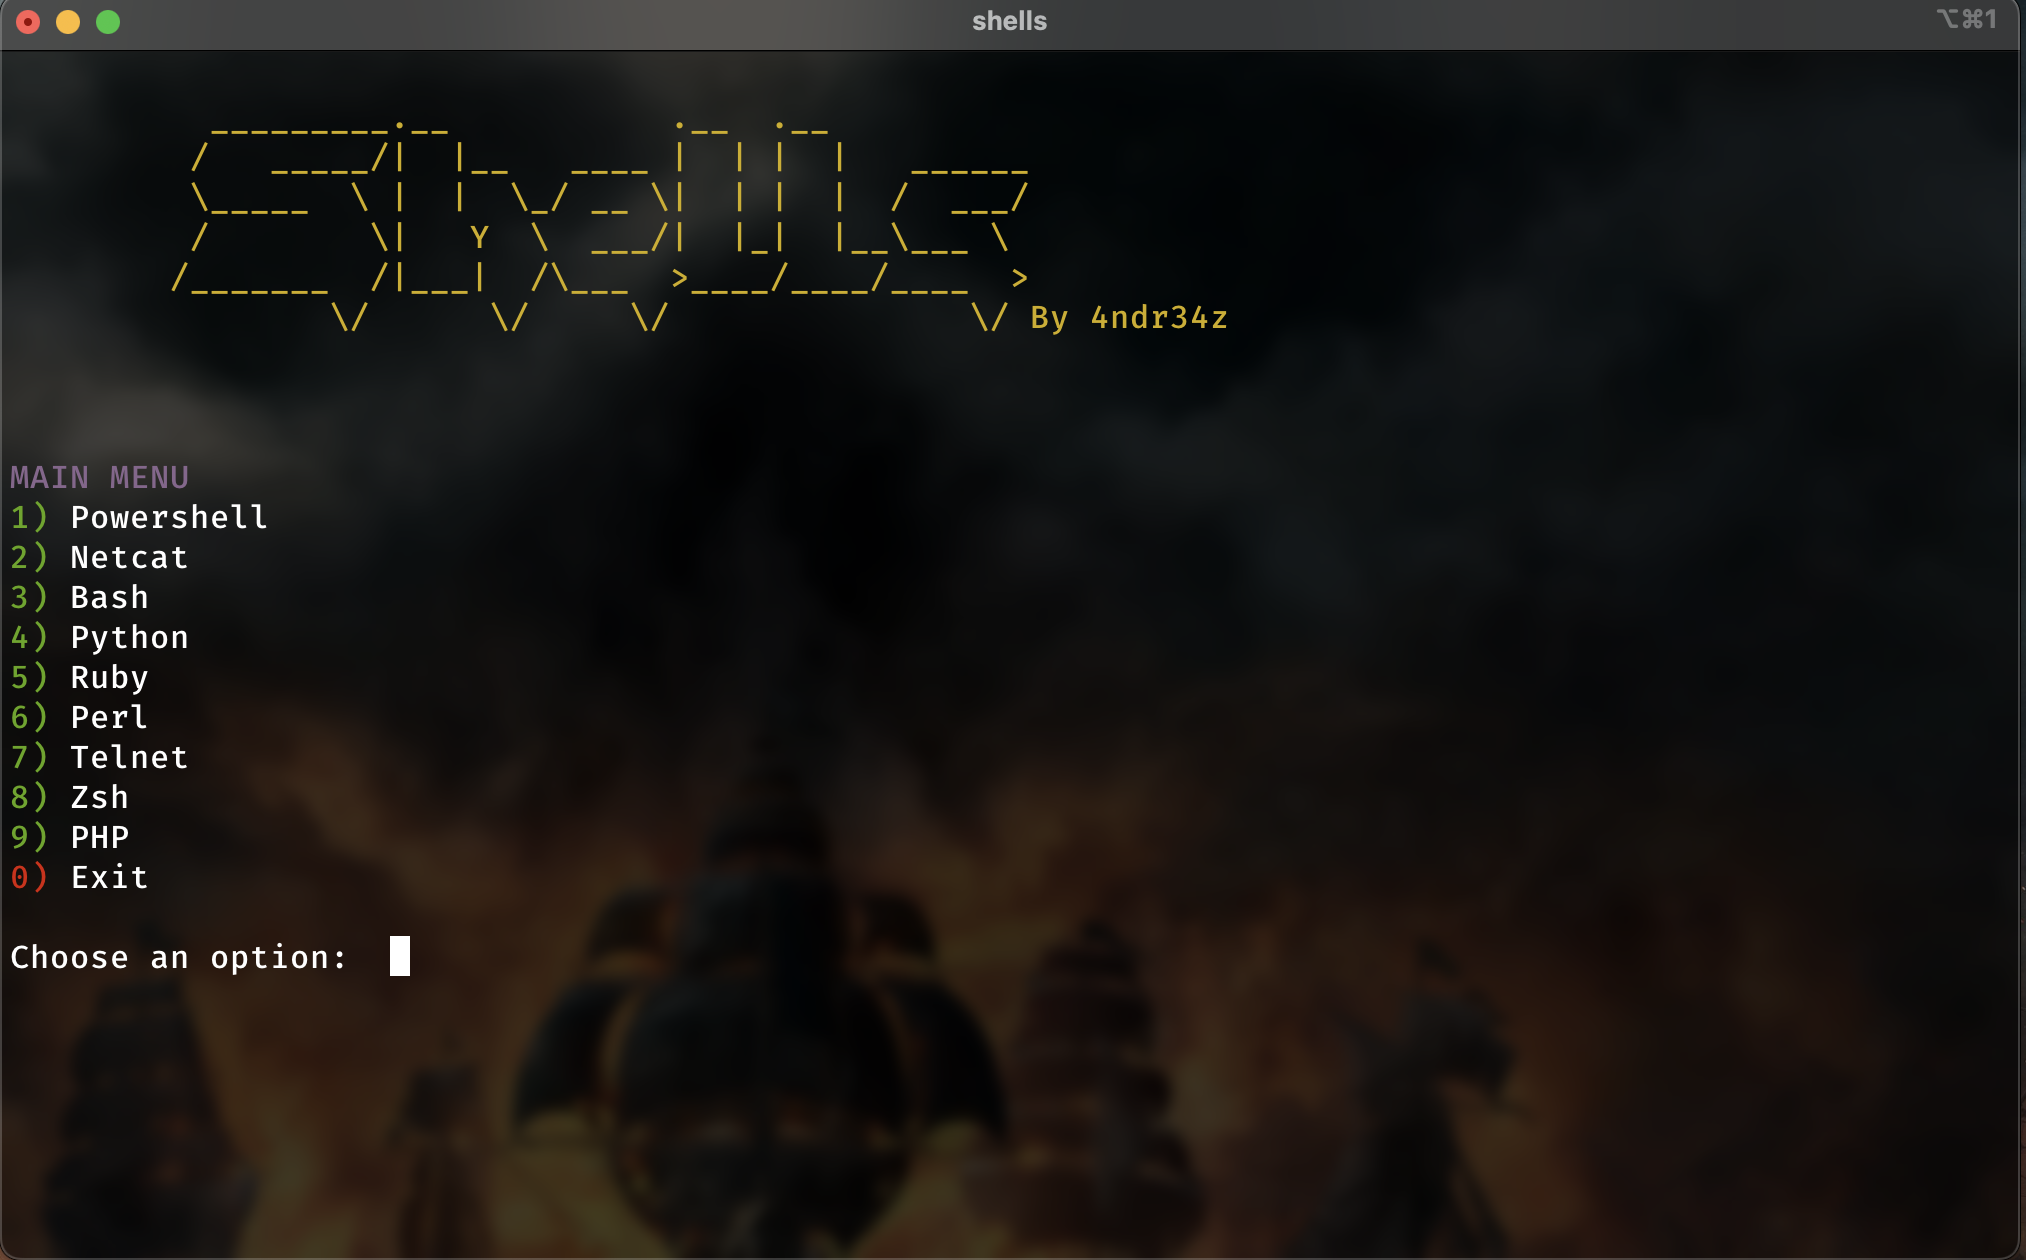 shells
⌥⌘1
Shells
By 4ndr34z
MAIN MENU
1) Powershell
2) Netcat
3) Bash
4) Python
5) Ruby
6) Perl
7) Telnet
8) Zsh
9) PHP
0) Exit
Choose an option: